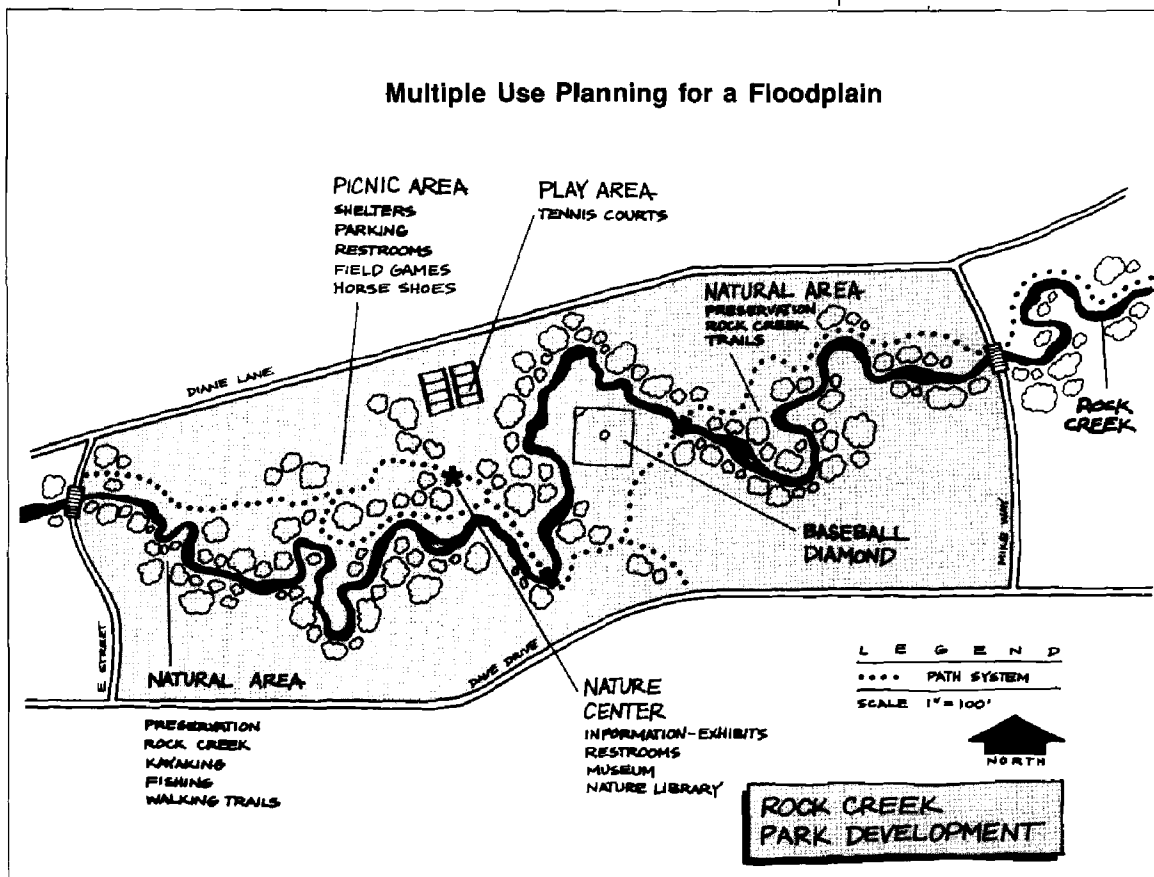 Multiple Use Planning for a Floodplain
PICNIC AREA
SHELTERS
PARKING
RESTROOMS
FIELD GAMES
HORSE SHOES
PLAY AREA
TENNIS COURTS
NATURAL AREA
PRESERVATION
ROCK CREEK
TRAILS
DIANE LANE
ROCK
CREEK
BASEBALL
DIAMOND
MIKE WAY
E STREET
NATURAL AREA
PRESERVATION
ROCK CREEK
KAYAKING
FISHING
WALKING TRAILS
DAVE DRIVE
NATURE
CENTER
INFORMATION-EXHIBITS
RESTROOMS
MUSEUM
NATURE LIBRARY
LEGEND
PATH SYSTEM
SCALE 1"=100'
NORTH
ROCK CREEK
PARK DEVELOPMENT